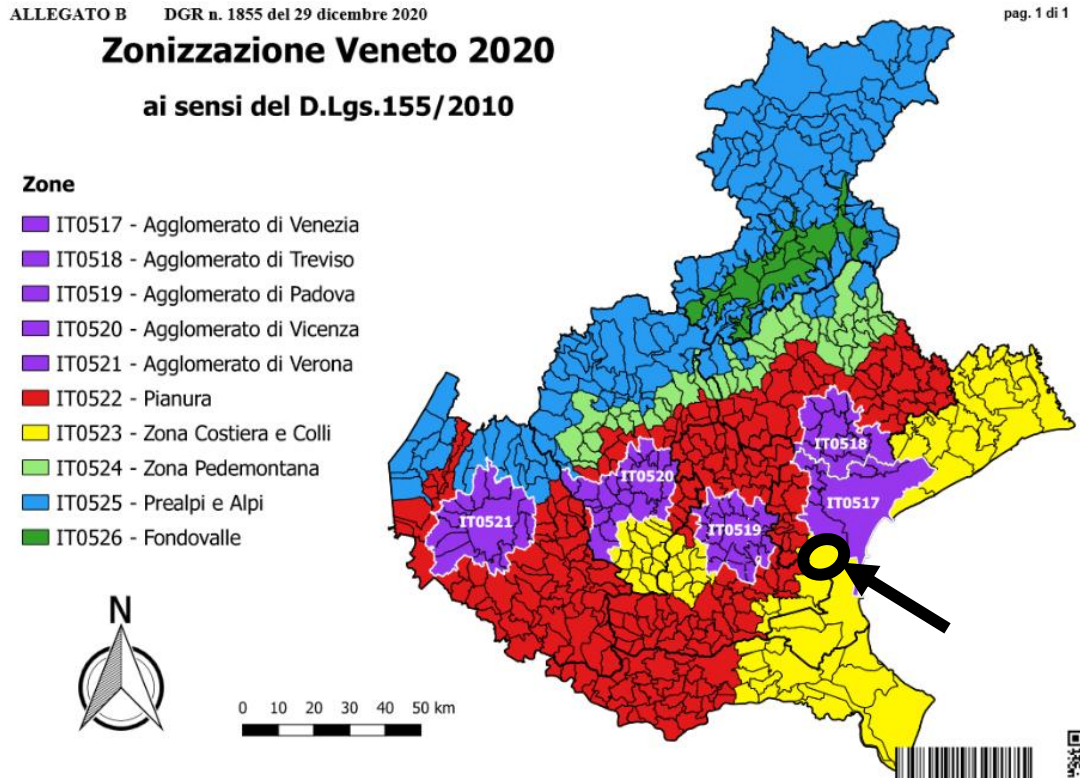 ALLEGATO B DGR n. 1855 del 29 dicembre 2020 pag. 1 di 1
Zonizzazione Veneto 2020
ai sensi del D.Lgs.155/2010
Zone
IT0517 - Agglomerato di Venezia
IT0518 - Agglomerato di Treviso
IT0519 - Agglomerato di Padova
IT0520 - Agglomerato di Vicenza
IT0521 - Agglomerato di Verona
IT0522 - Pianura
IT0523 - Zona Costiera e Colli
IT0524 - Zona Pedemontana
IT0525 - Prealpi e Alpi
IT0526 - Fondovalle
IT0518
IT0520
IT0517
IT0521
IT0519
N
0 10 20 30 40 50 km